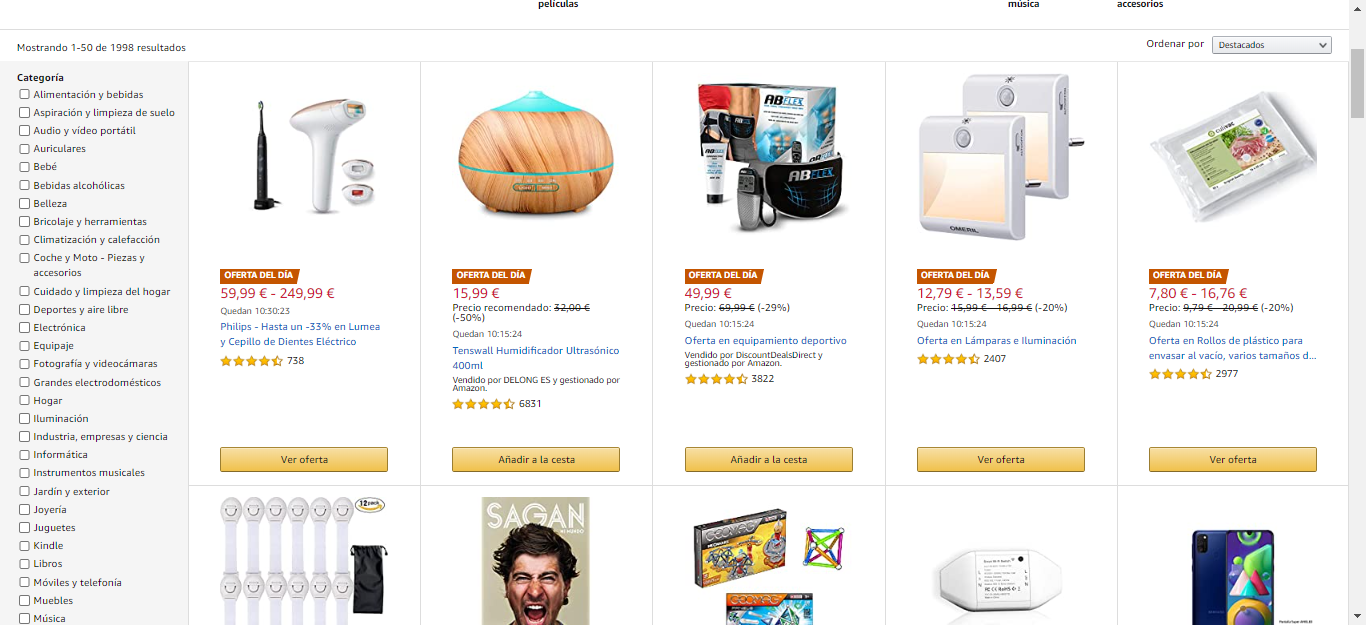 películas
música
accesorios
Mostrando 1-50 de 1998 resultados
Ordenar por
Destacados
Categoría
Alimentación y bebidas
Aspiración y limpieza de suelo
Audio y vídeo portátil
Auriculares
Bebé
Bebidas alcohólicas
Belleza
Bricolaje y herramientas
Climatización y calefacción
Coche y Moto - Piezas y
accesorios
Cuidado y limpieza del hogar
Deportes y aire libre
Electrónica
Equipaje
Fotografía y videocámaras
Grandes electrodomésticos
Hogar
Iluminación
Industria, empresas y ciencia
Informática
Instrumentos musicales
Jardín y exterior
Joyería
Juguetes
Kindle
Libros
Móviles y telefonía
Muebles
Música
OFERTA DEL DÍA
59,99 € - 249,99 €
Quedan 10:30:23
Philips - Hasta un -33% en Lumea
y Cepillo de Dientes Eléctrico
738
Ver oferta
OFERTA DEL DÍA
15,99 €
Precio recomendado: 32,00 €
(-50%)
Quedan 10:15:24
Tenswall Humidificador Ultrasónico
400ml
Vendido por DELONG ES y gestionado por
Amazon.
6831
Añadir a la cesta
ABFLEX
ABFLEX
OFERTA DEL DÍA
49,99 €
Precio: 69,99 € (-29%)
Quedan 10:15:24
Oferta en equipamiento deportivo
Vendido por DiscountDealsDirect y
gestionado por Amazon.
3822
Añadir a la cesta
OMERIL
OFERTA DEL DÍA
12,79 € - 13,59 €
Precio: 15,99 € - 16,99 € (-20%)
Quedan 10:15:24
Oferta en Lámparas e Iluminación
2407
Ver oferta
OFERTA DEL DÍA
7,80 € - 16,76 €
Precio: 9,79 € - 20,99 € (-20%)
Quedan 10:15:24
Oferta en Rollos de plástico para
envasar al vacío, varios tamaños d...
2977
Ver oferta
12 pack
SAGAN
MI MUNDO
GEOMAG